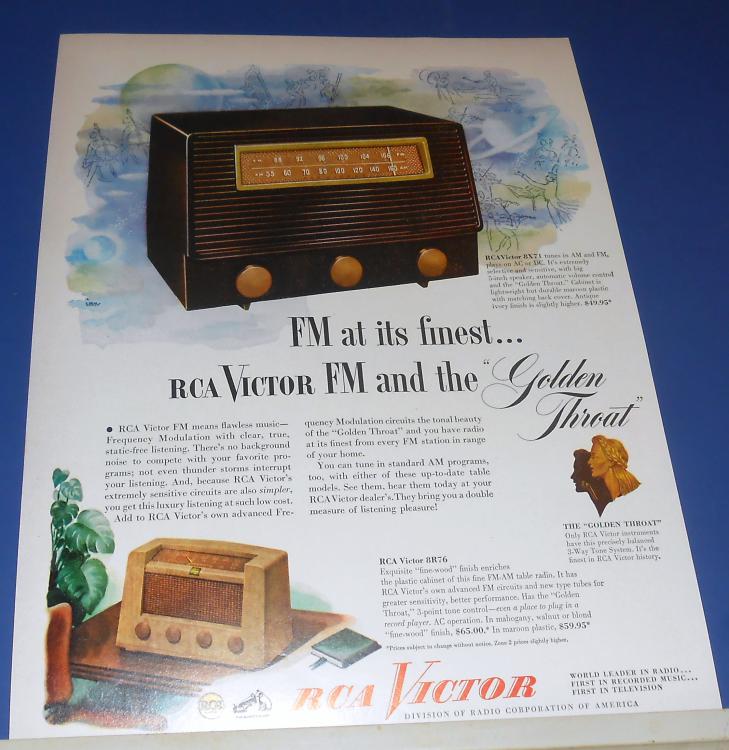 FM 88 92 96 100 104 108 FM
55 60 70 80 100 120 140 160
RCAVictor 8X71 tunes in AM and FM,
plays on AC or DC. It's extremely
selective and sensitive, with big
5-inch speaker, automatic volume control
and the "Golden Throat." Cabinet is
lightweight but durable maroon plastic
with matching back cover. Antique
ivory finish is slightly higher. $49.95*
FM at its finest...
RCA VICTOR FM and the "Golden
Throat"
● RCA Victor FM means flawless music—
Frequency Modulation with clear, true,
static-free listening. There's no background
noise to compete with your favorite pro-
grams; not even thunder storms interrupt
your listening. And, because RCA Victor's
extremely sensitive circuits are also simpler,
you get this luxury listening at such low cost.
Add to RCA Victor's own advanced Fre-
quency Modulation circuits the tonal beauty
of the "Golden Throat" and you have radio
at its finest from every FM station in range
of your home.
You can tune in standard AM programs,
too, with either of these up-to-date table
models. See them, hear them today at your
RCA Victor dealer's. They bring you a double
measure of listening pleasure!
THE "GOLDEN THROAT"
Only RCA Victor instruments
have this precisely balanced
3-Way Tone System. It's the
finest in RCA Victor history.
RCA Victor 8R76
Exquisite "fine-wood" finish enriches
the plastic cabinet of this fine FM-AM table radio. It has
RCA Victor's own advanced FM circuits and new type tubes for
greater sensitivity, better performance. Has the "Golden
Throat," 3-point tone control—even a place to plug in a
record player. AC operation. In mahogany, walnut or blond
"fine-wood" finish, $65.00.* In maroon plastic, $59.95*
*Prices subject to change without notice. Zone 2 prices slightly higher.
RCA
RCA VICTOR
DIVISION OF RADIO CORPORATION OF AMERICA
WORLD LEADER IN RADIO...
FIRST IN RECORDED MUSIC...
FIRST IN TELEVISION